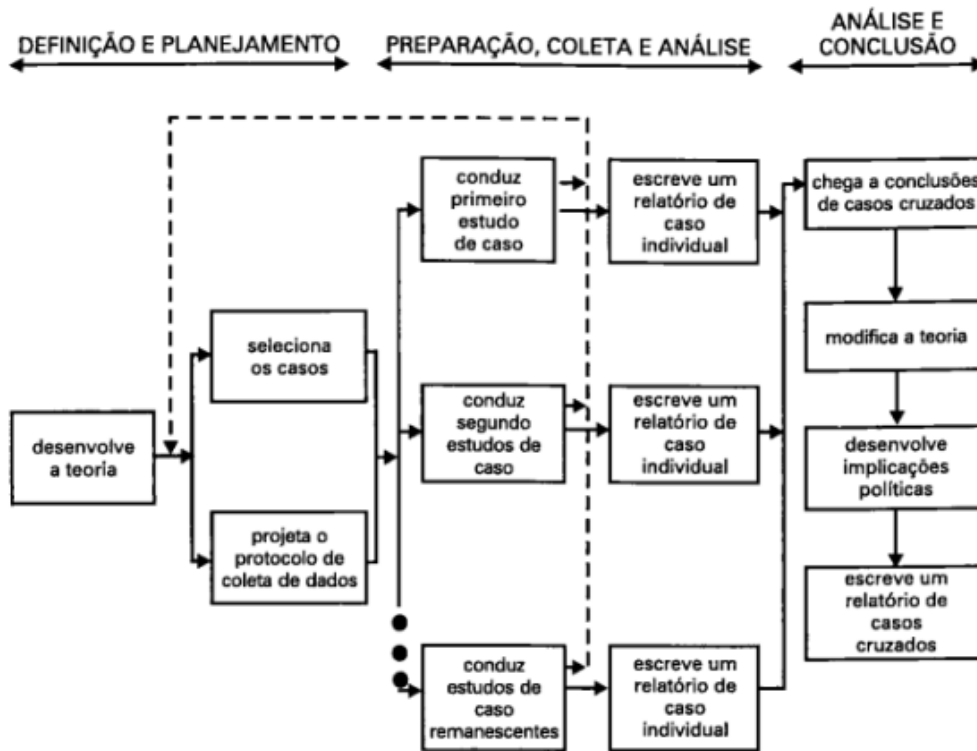 DEFINIÇÃO E PLANEJAMENTO
PREPARAÇÃO, COLETA E ANÁLISE
ANÁLISE E
CONCLUSÃO
desenvolve
a teoria
seleciona
os casos
projeta o
protocolo de
coleta de dados
conduz
primeiro
estudo
de caso
escreve um
relatório de
caso
individual
conduz
segundo
estudos de
caso
escreve um
relatório de
caso
individual
conduz
estudos de
caso
remanescentes
escreve um
relatório de
caso
individual
chega a conclusões
de casos cruzados
modifica a teoria
desenvolve
implicações
políticas
escreve um
relatório de
casos
cruzados